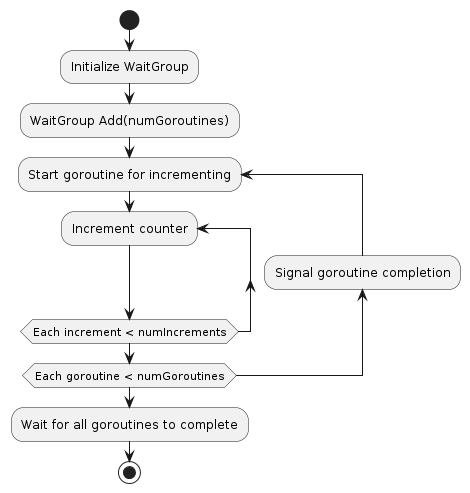 Initialize WaitGroup
WaitGroup Add(numGoroutines)
Start goroutine for incrementing
Increment counter
Signal goroutine completion
Each increment < numIncrements
Each goroutine < numGoroutines
Wait for all goroutines to complete